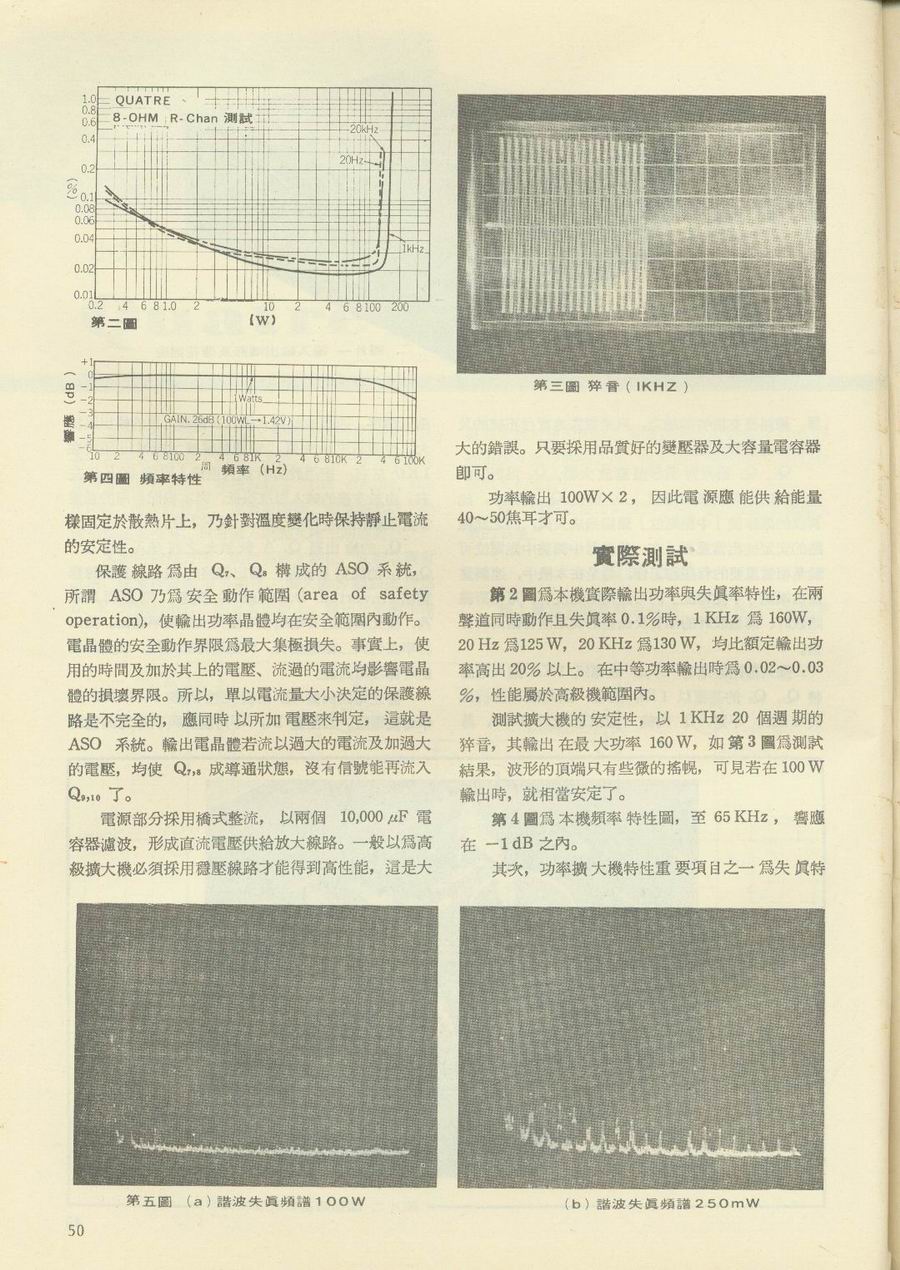 1.0
0.8
0.6
0.4
0.2
0.1
0.08
0.06
0.04
0.02
0.01
(%)
QUATRE
8-OHM R-Chan 測試
20kHz
20Hz
1kHz
0.2 .4 6 8 1.0 2 10 2 4 6 8 100 200
第二圖 (W)
+1
0
-1
-2
-3
-4
-5
-6
響應 (dB)
1Watts
GAIN. 26dB (100WL→1.42V)
10 2 4 6 8100 2 4 6 81K 2 4 6 810K 2 4 6 100K
周 頻率 (Hz)
第四圖 頻率特性
樣固定於散熱片上，乃針對溫度變化時保持靜止電流
的安定性。
保護線路爲由 Q₇、Q₈ 構成的 ASO 系統，
所謂 ASO 乃爲安全動作範圍 (area of safety
operation)，使輸出功率晶體均在安全範圍內動作。
電晶體的安全動作界限爲最大集極損失。事實上，使
用的時間及加於其上的電壓、流過的電流均影響電晶
體的損壞界限。所以，單以電流量大小決定的保護線
路是不完全的，應同時以所加電壓來判定，這就是
ASO 系統。輸出電晶體若流以過大的電流及加過大
的電壓，均使 Q₇,₈ 成導通狀態，沒有信號能再流入
Q₉,₁₀ 了。
電源部分採用橋式整流，以兩個 10,000 μF 電
容器濾波，形成直流電壓供給放大線路。一般以爲高
級擴大機必須採用穩壓線路才能得到高性能，這是大
第三圖 猝音 (1KHZ)
大的錯誤。只要採用品質好的變壓器及大容量電容器
卽可。
功率輸出 100W×2，因此電源應能供給能量
40～50焦耳才可。
實際測試
第2圖爲本機實際輸出功率與失眞率特性，在兩
聲道同時動作且失眞率 0.1%時，1 KHz 爲 160W，
20 Hz 爲125 W，20 KHz 爲130 W，均比額定輸出功
率高出 20% 以上。在中等功率輸出時爲 0.02～0.03
%，性能屬於高級機範圍內。
測試擴大機的安定性，以 1 KHz 20 個週期的
猝音，其輸出在最大功率 160 W，如第3圖爲測試
結果，波形的頂端只有些微的搖幌，可見若在 100 W
輸出時，就相當安定了。
第4圖爲本機頻率特性圖，至 65 KHz，響應
在 −1 dB 之內。
其次，功率擴大機特性重要項目之一爲失眞特
第五圖 (a) 諧波失眞頻譜100W
(b) 諧波失眞頻譜250mW
50